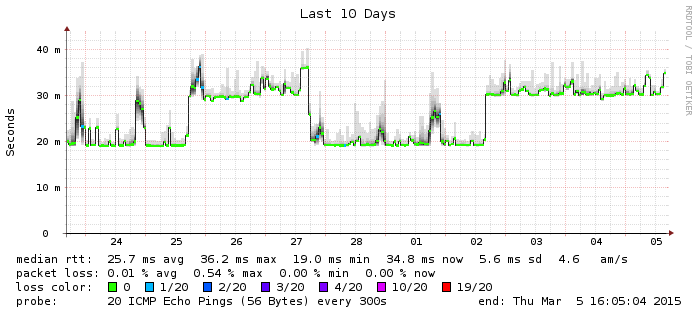 Last 10 Days
RRDTOOL / TOBI OETIKER
Seconds
40 m
30 m
20 m
10 m
0
24 25 26 27 28 01 02 03 04 05
median rtt: 25.7 ms avg 36.2 ms max 19.0 ms min 34.8 ms now 5.6 ms sd 4.6 am/s
packet loss: 0.01 % avg 0.54 % max 0.00 % min 0.00 % now
loss color: 0 1/20 2/20 3/20 4/20 10/20 19/20
probe: 20 ICMP Echo Pings (56 Bytes) every 300s end: Thu Mar 5 16:05:04 2015